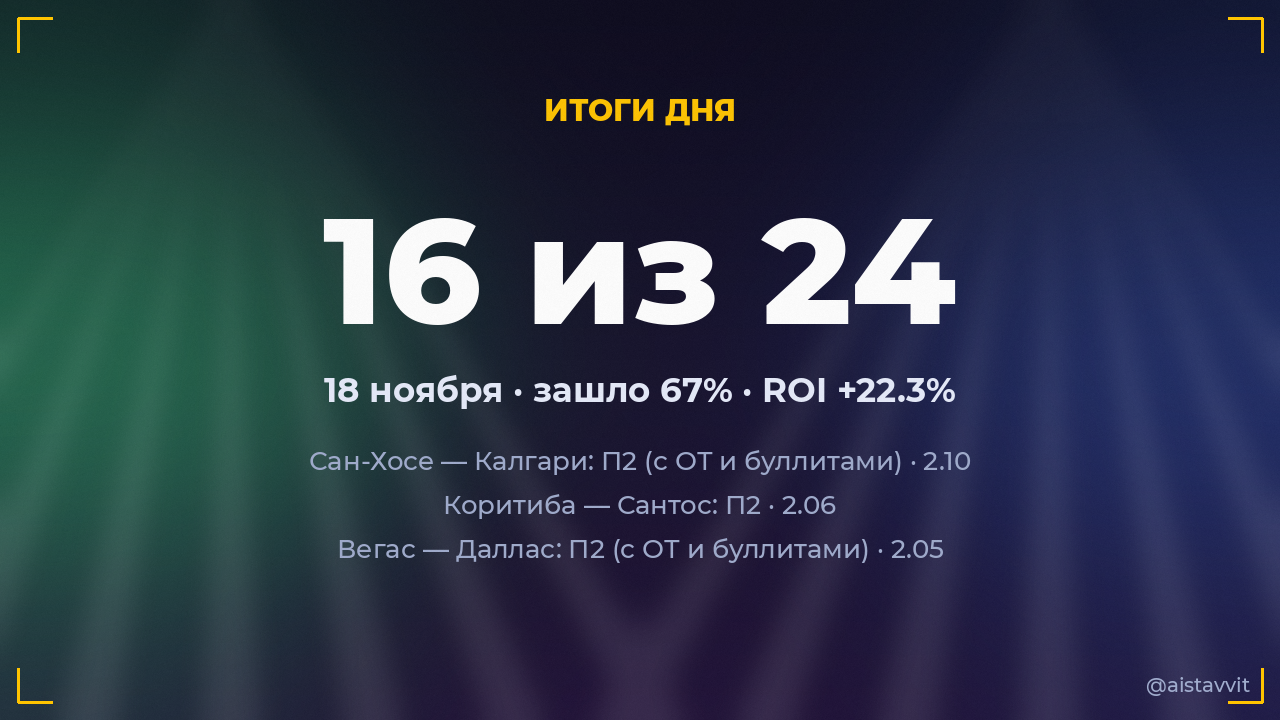 ИТОГИ ДНЯ
16 из 24
18 ноября · зашло 67% · ROI +22.3%
Сан-Хосе — Калгари: П2 (с ОТ и буллитами) · 2.10
Коритиба — Сантос: П2 · 2.06
Вегас — Даллас: П2 (с ОТ и буллитами) · 2.05
@aistavvit